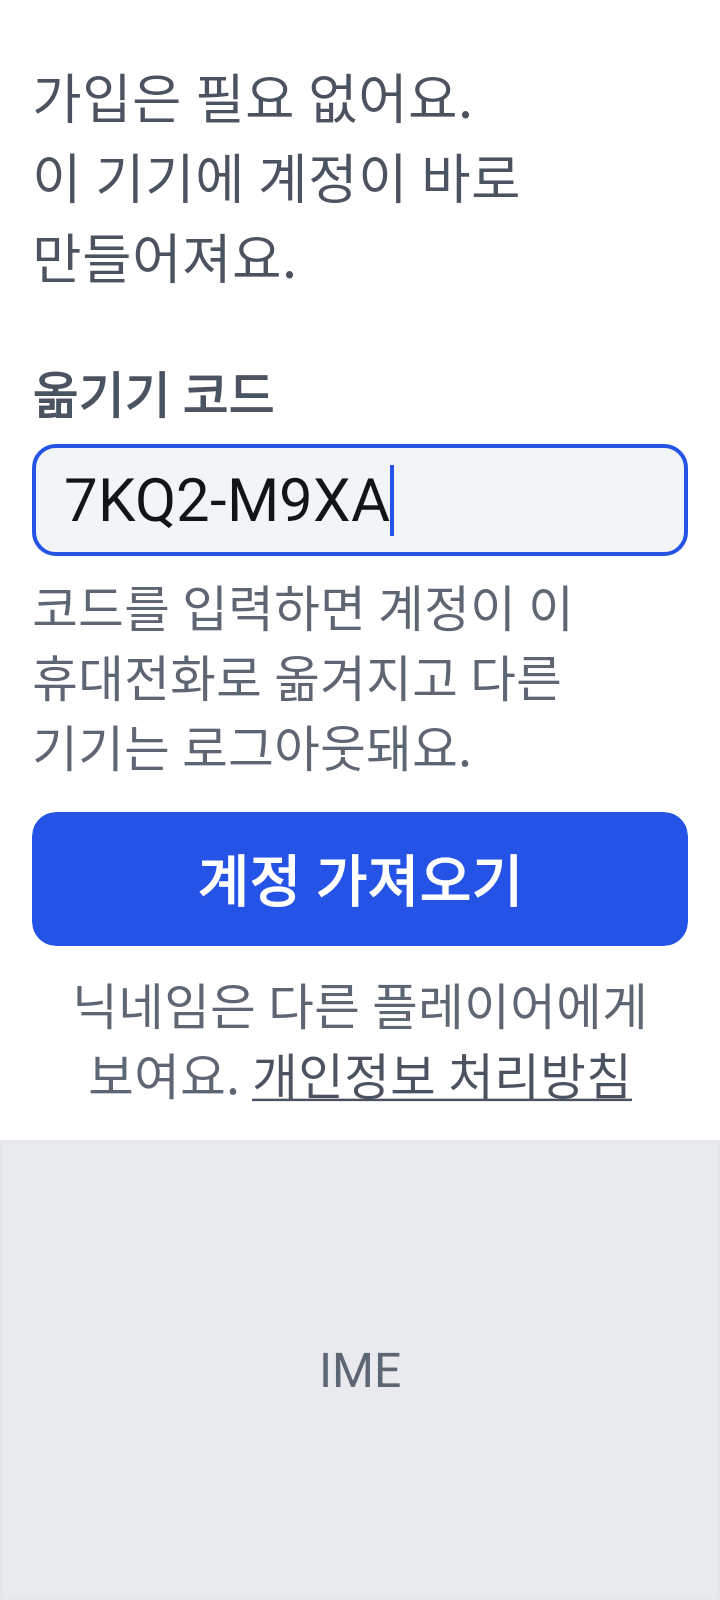 가입은 필요 없어요.
이 기기에 계정이 바로
만들어져요.
옮기기 코드
7KQ2-M9XA
코드를 입력하면 계정이 이
휴대전화로 옮겨지고 다른
기기는 로그아웃돼요.
계정 가져오기
닉네임은 다른 플레이어에게
보여요. 개인정보 처리방침
IME